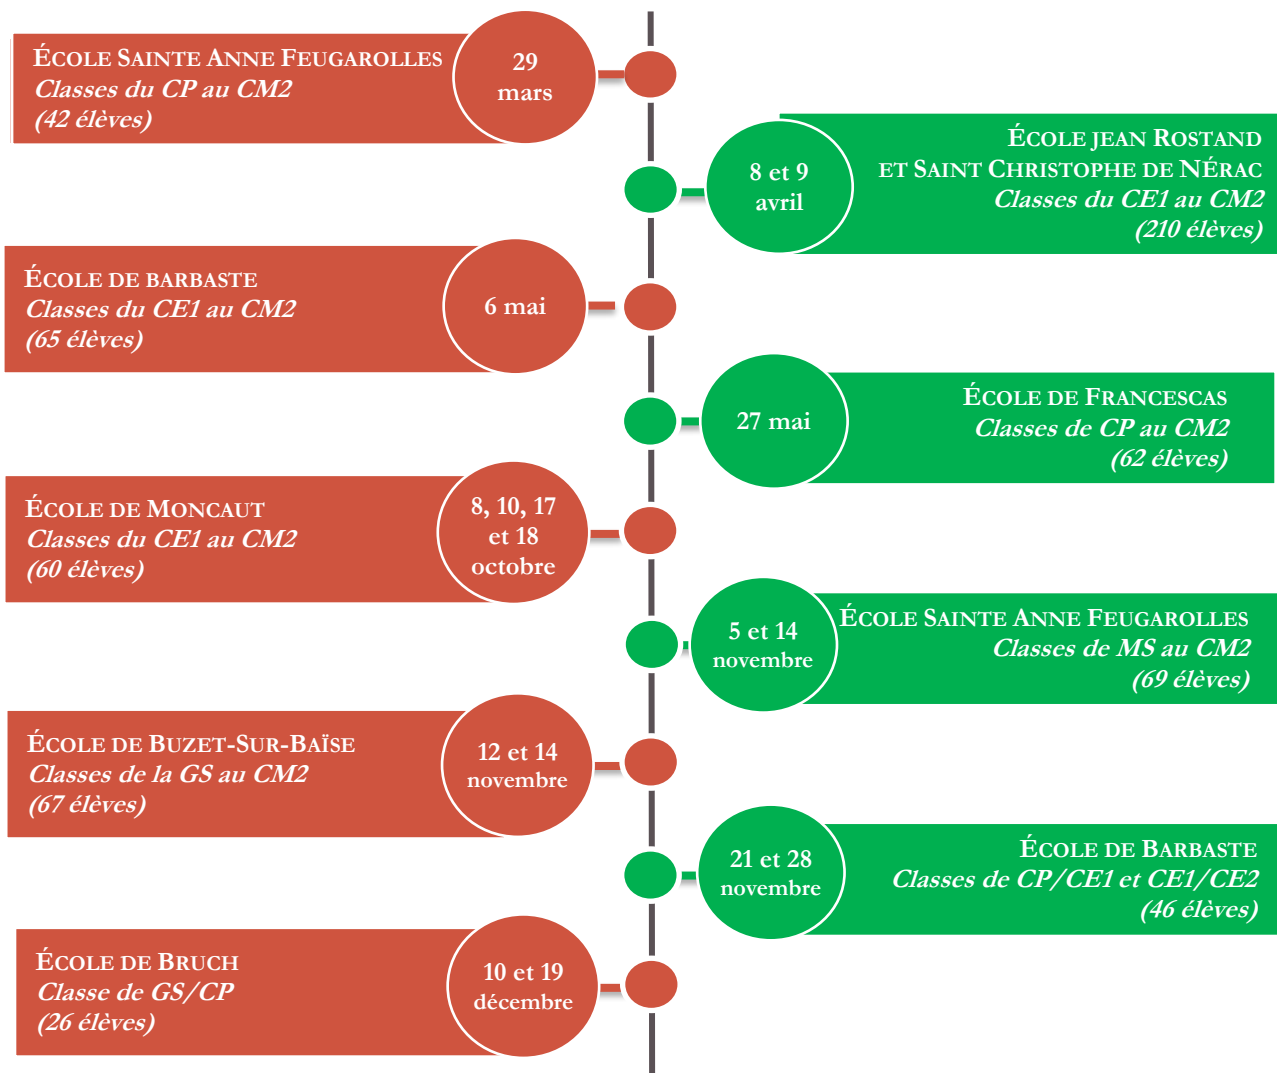 ÉCOLE SAINTE ANNE FEUGAROLLES
Classes du CP au CM2
(42 élèves)
29
mars
8 et 9
avril
ÉCOLE JEAN ROSTAND
ET SAINT CHRISTOPHE DE NÉRAC
Classes du CE1 au CM2
(210 élèves)
ÉCOLE DE BARBASTE
Classes du CE1 au CM2
(65 élèves)
6 mai
27 mai
ÉCOLE DE FRANCESCAS
Classes de CP au CM2
(62 élèves)
ÉCOLE DE MONCAUT
Classes du CE1 au CM2
(60 élèves)
8, 10, 17
et 18
octobre
5 et 14
novembre
ÉCOLE SAINTE ANNE FEUGAROLLES
Classes de MS au CM2
(69 élèves)
ÉCOLE DE BUZET-SUR-BAÏSE
Classes de la GS au CM2
(67 élèves)
12 et 14
novembre
21 et 28
novembre
ÉCOLE DE BARBASTE
Classes de CP/CE1 et CE1/CE2
(46 élèves)
ÉCOLE DE BRUCH
Classe de GS/CP
(26 élèves)
10 et 19
décembre